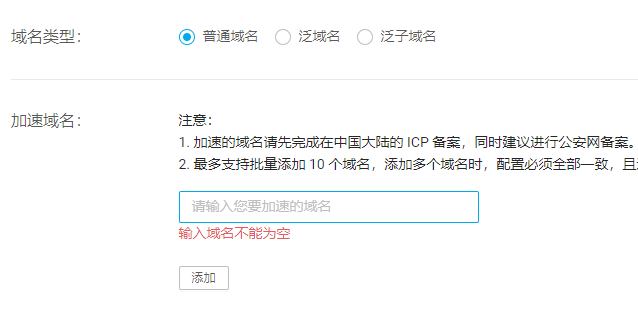 域名类型：
普通域名 泛域名 泛子域名
加速域名：
注意：
1. 加速的域名请先完成在中国大陆的 ICP 备案，同时建议进行公安网备案。
2. 最多支持批量添加 10 个域名，添加多个域名时，配置必须全部一致，且
请输入您要加速的域名
输入域名不能为空
添加